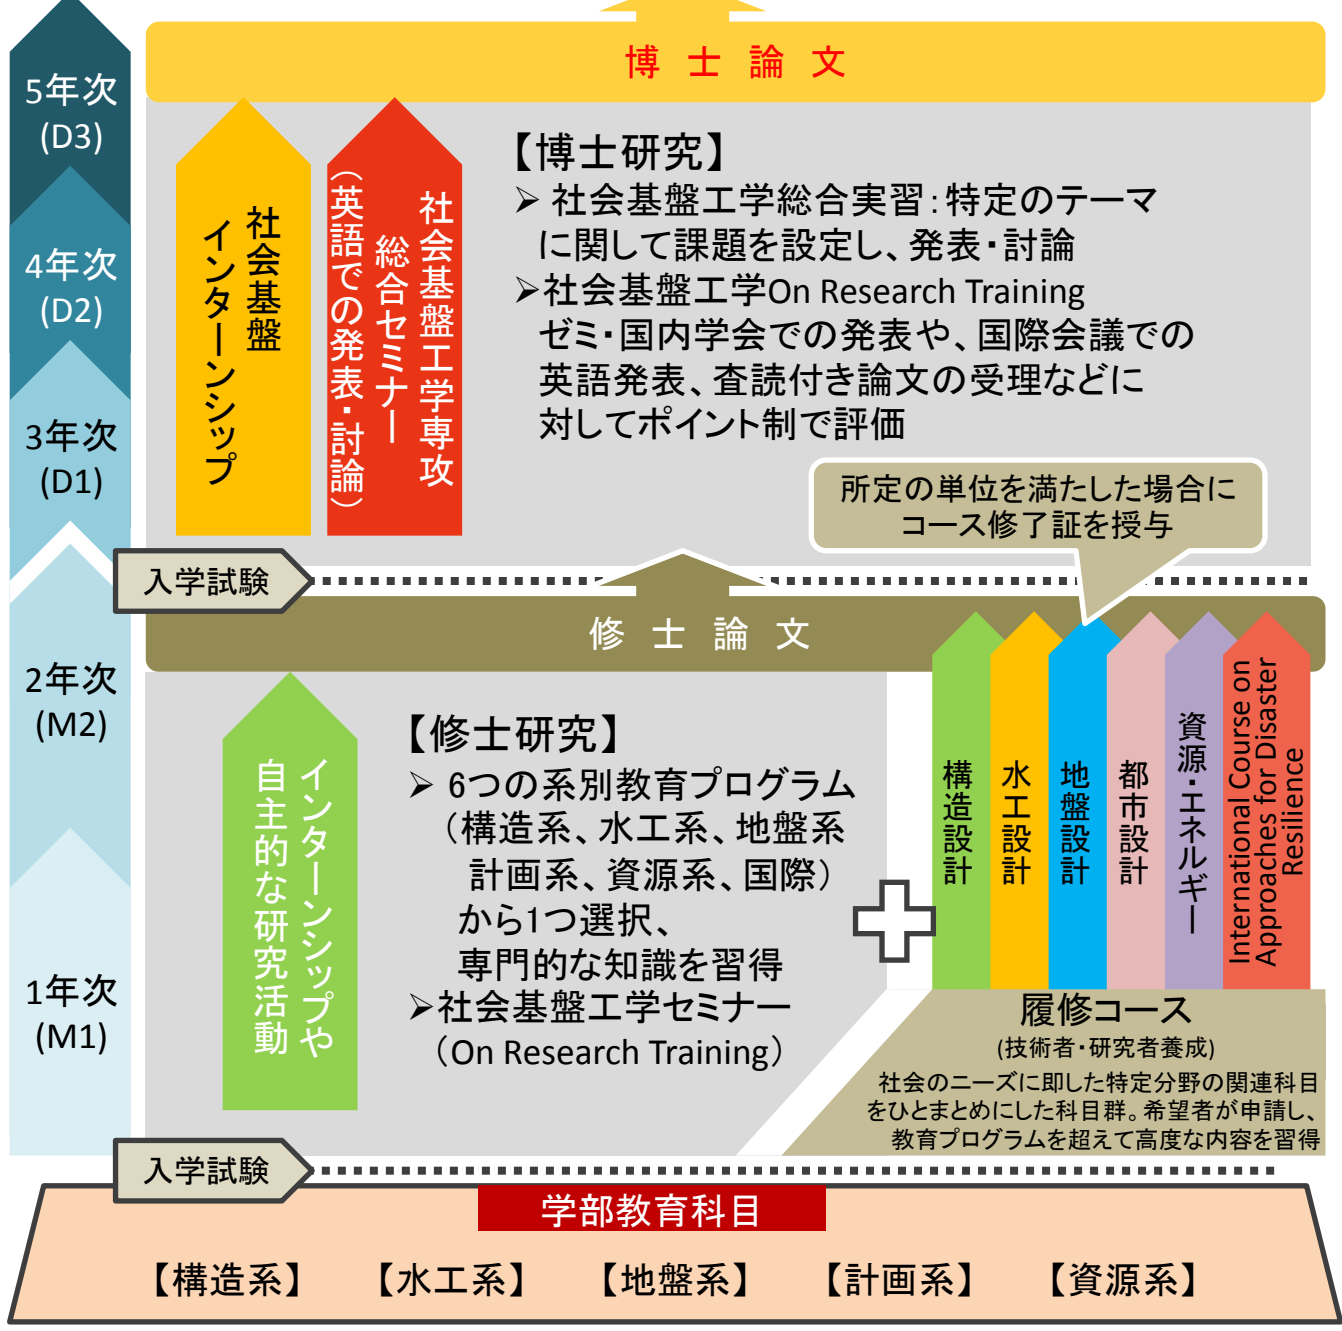 博士論文
5年次
(D3)
4年次
(D2)
3年次
(D1)
2年次
(M2)
1年次
(M1)
社会基盤
インターンシップ
社会基盤工学専攻
総合セミナー
（英語での発表・討論）
【博士研究】
➢ 社会基盤工学総合実習：特定のテーマ
に関して課題を設定し、発表・討論
➢社会基盤工学On Research Training
ゼミ・国内学会での発表や、国際会議での
英語発表、査読付き論文の受理などに
対してポイント制で評価
所定の単位を満たした場合に
コース修了証を授与
入学試験
修士論文
インターンシップや
自主的な研究活動
【修士研究】
➢ 6つの系別教育プログラム
（構造系、水工系、地盤系
計画系、資源系、国際）
から1つ選択、
専門的な知識を習得
➢社会基盤工学セミナー
（On Research Training）
構造設計
水工設計
地盤設計
都市設計
資源・エネルギー
International Course on
Approaches for Disaster
Resilience
履修コース
(技術者・研究者養成)
社会のニーズに即した特定分野の関連科目
をひとまとめにした科目群。希望者が申請し、
教育プログラムを超えて高度な内容を習得
入学試験
学部教育科目
【構造系】 【水工系】 【地盤系】 【計画系】 【資源系】